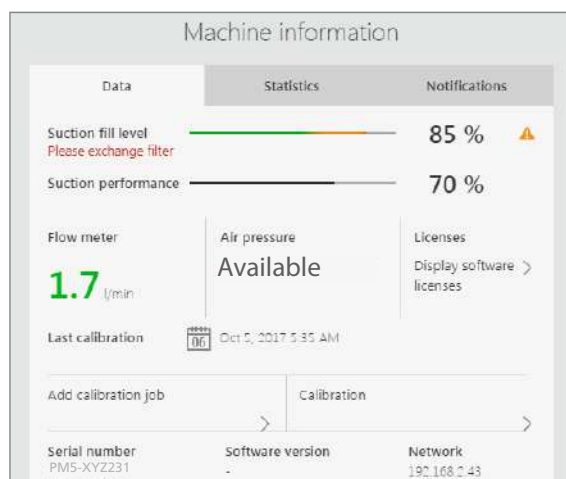 Machine information
Data Statistics Notifications
Suction fill level 85 %
Please exchange filter
Suction performance 70 %
Flow meter Air pressure Licenses
1.7 l/min Available Display software licenses
Last calibration 06 Oct 5, 2017 5:35 AM
Add calibration job Calibration
Serial number Software version Network
PM5-XYZ231 - 192.168.2.43